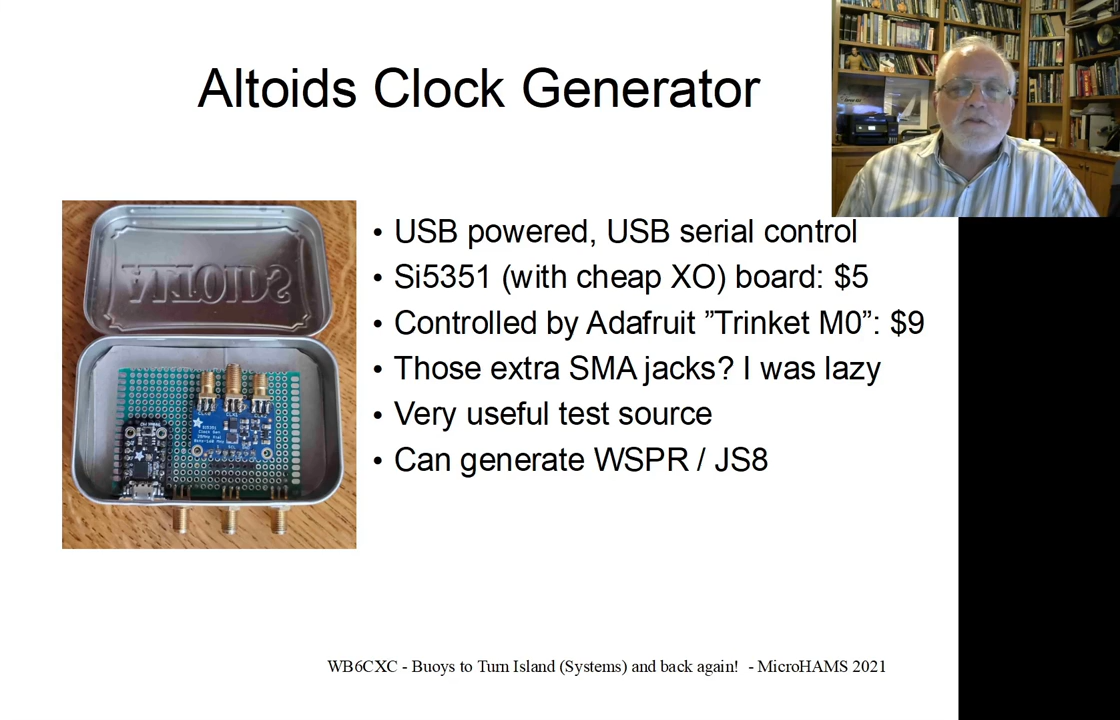 Altoids Clock Generator
• USB powered, USB serial control
• Si5351 (with cheap XO) board: $5
• Controlled by Adafruit ”Trinket M0”: $9
• Those extra SMA jacks? I was lazy
• Very useful test source
• Can generate WSPR / JS8
ALTOIDS
WB6CXC - Buoys to Turn Island (Systems) and back again!  - MicroHAMS 2021